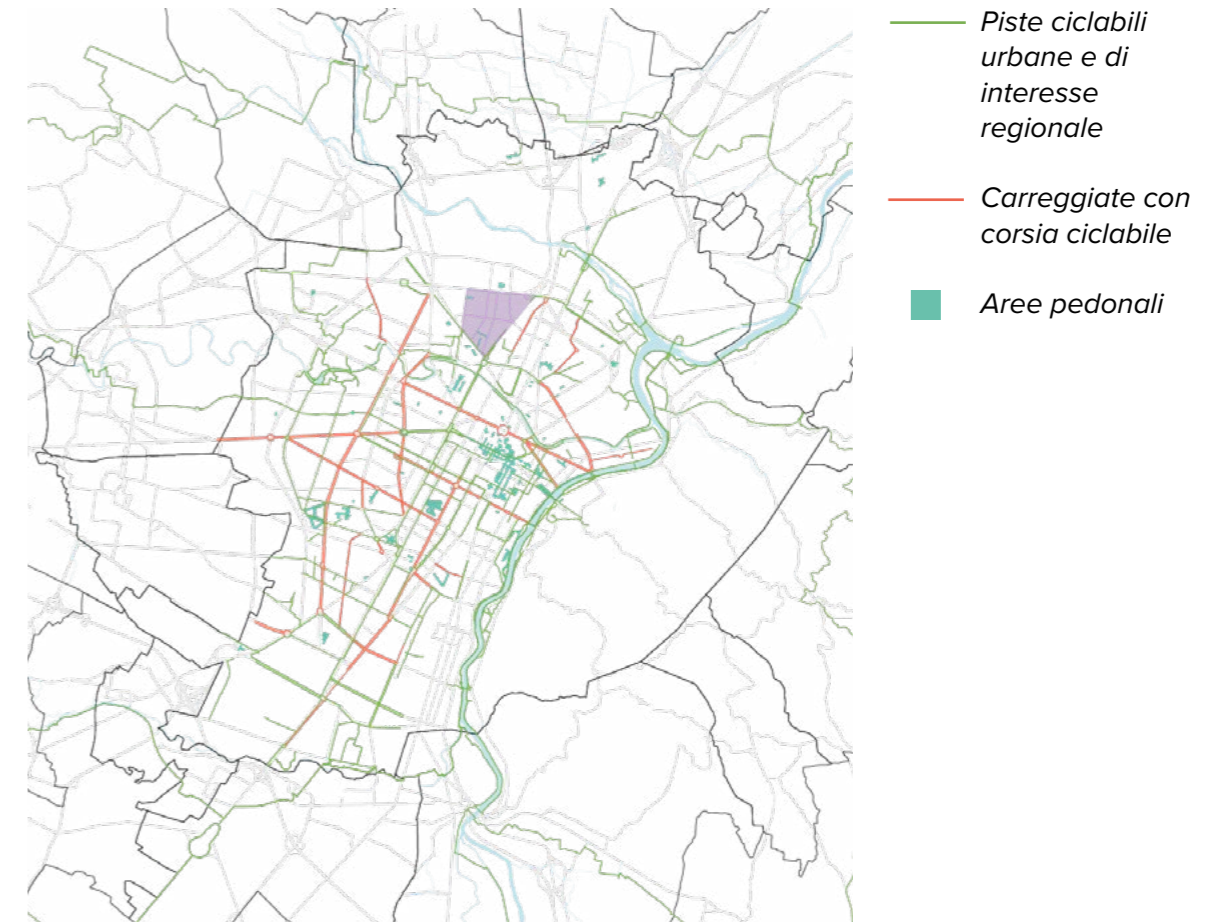 Piste ciclabili
urbane e di
interesse
regionale
Carreggiate con
corsia ciclabile
Aree pedonali